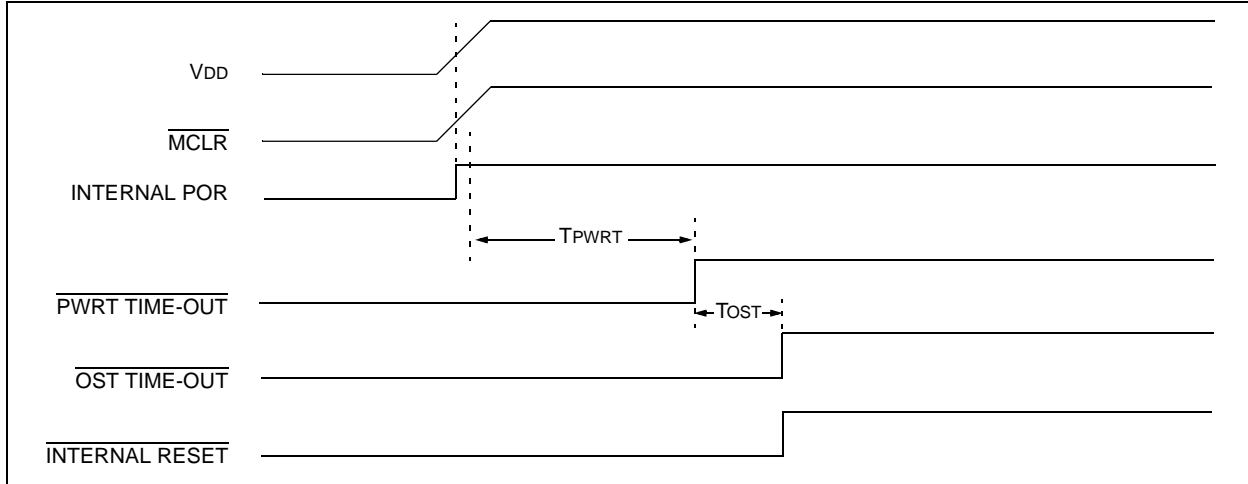 VDD
MCLR
INTERNAL POR
TPWRT
PWRT TIME-OUT
TOST
OST TIME-OUT
INTERNAL RESET